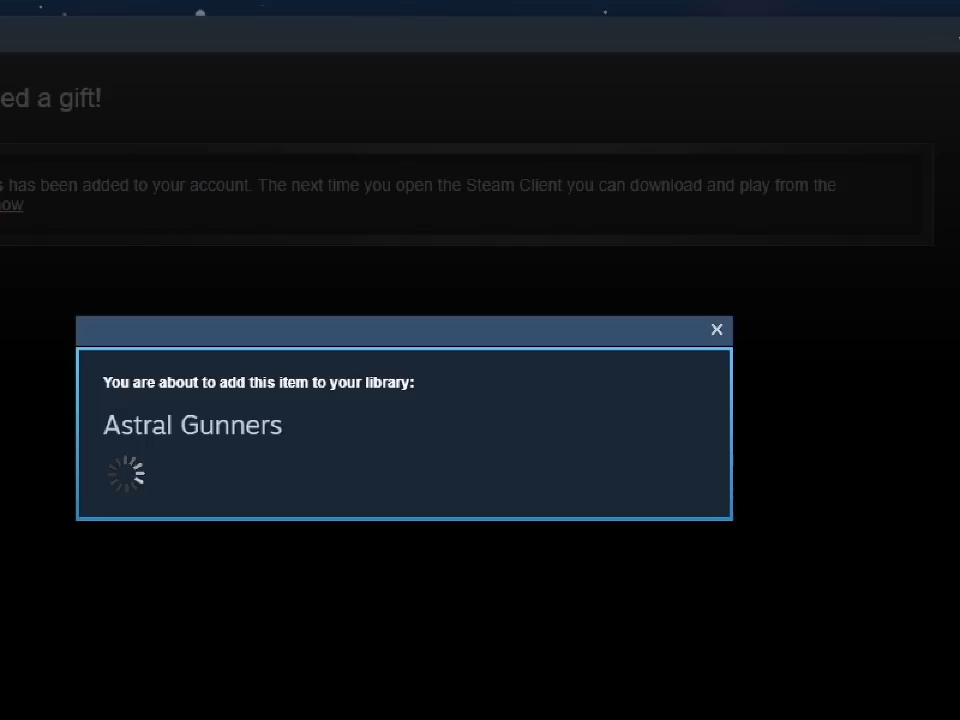 ed a gift!
s has been added to your account. The next time you open the Steam Client you can download and play from the
now
X
You are about to add this item to your library:
Astral Gunners